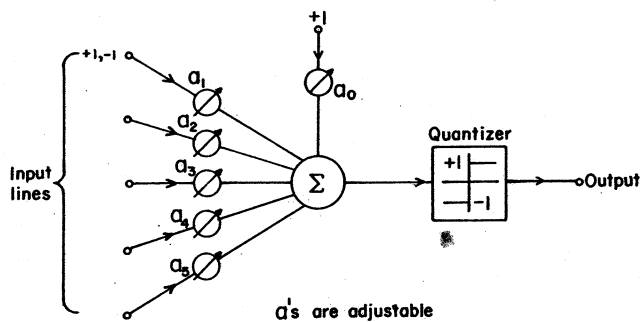 +1
+1,-1
a1
a0
a2
Quantizer
a3
+1
Input
lines
Σ
-1
Output
a4
a5
a's are adjustable